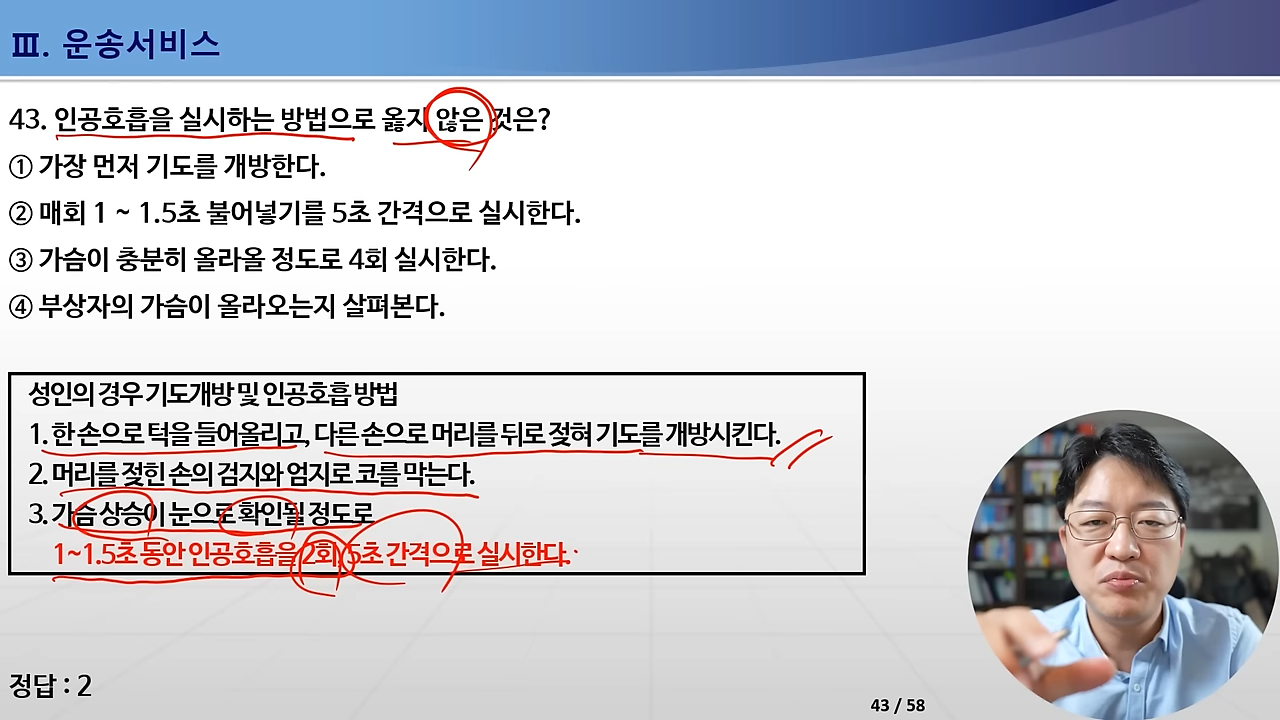 Ⅲ. 운송서비스
43. 인공호흡을 실시하는 방법으로 옳지 않은 것은?
① 가장 먼저 기도를 개방한다.
② 매회 1 ~ 1.5초 불어넣기를 5초 간격으로 실시한다.
③ 가슴이 충분히 올라올 정도로 4회 실시한다.
④ 부상자의 가슴이 올라오는지 살펴본다.
성인의 경우 기도개방 및 인공호흡 방법
1. 한 손으로 턱을 들어올리고, 다른 손으로 머리를 뒤로 젖혀 기도를 개방시킨다.
2. 머리를 젖힌 손의 검지와 엄지로 코를 막는다.
3. 가슴 상승이 눈으로 확인될 정도로
1~1.5초 동안 인공호흡을 2회, 5초 간격으로 실시한다.
정답 : 2
43 / 58